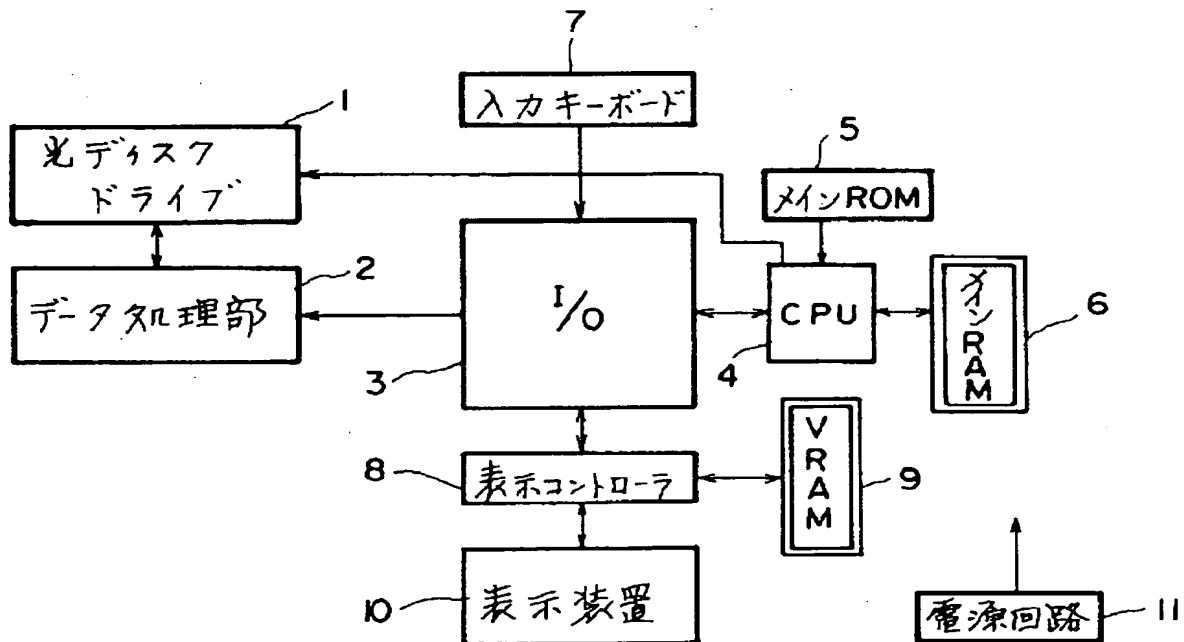 7
入力キーボード
1
光ディスク
ドライブ
5
メインROM
2
データ処理部
I/O
3
CPU
4
メインRAM
6
8
表示コントローラ
VRAM
9
10
表示装置
電源回路
11